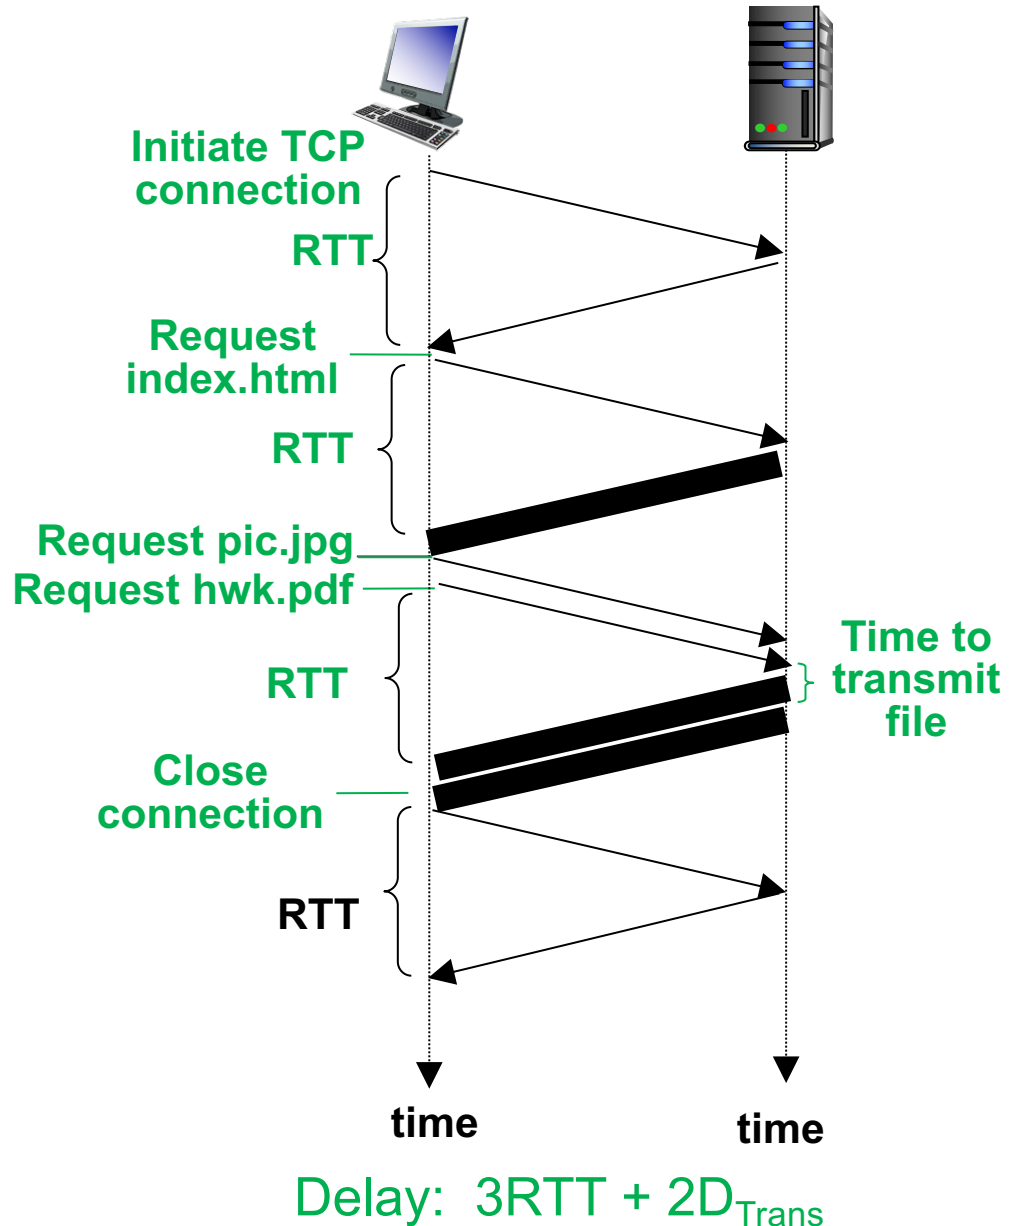 Initiate TCP
connection
RTT
Request
index.html
RTT
Request pic.jpg
Request hwk.pdf
Time to
transmit
file
RTT
Close
connection
RTT
time
time
Delay: 3RTT + 2D_Trans